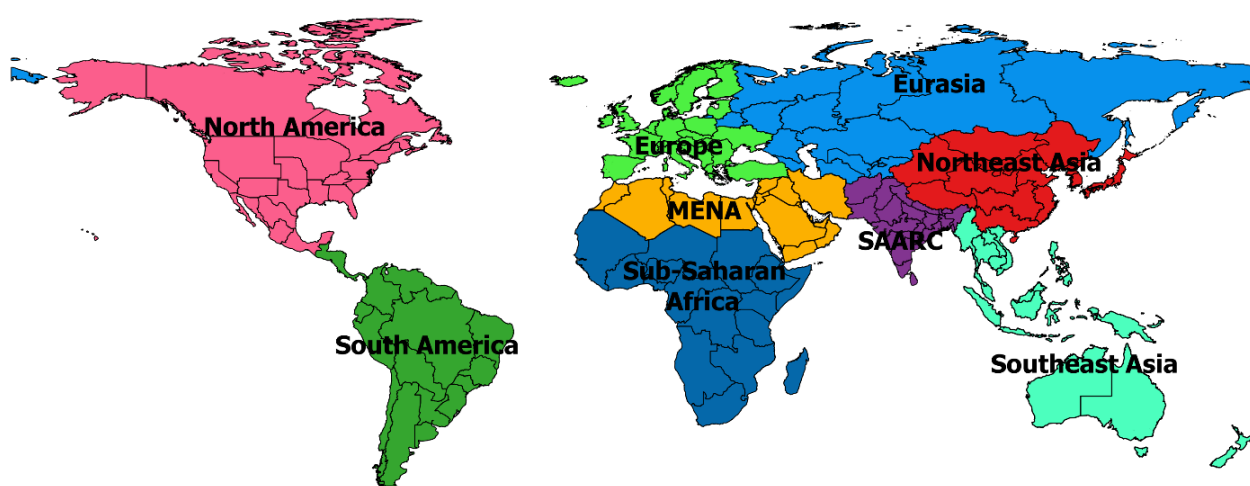 Eurasia
North America
Europe
Northeast Asia
MENA
SAARC
Sub-Saharan
Africa
South America
Southeast Asia